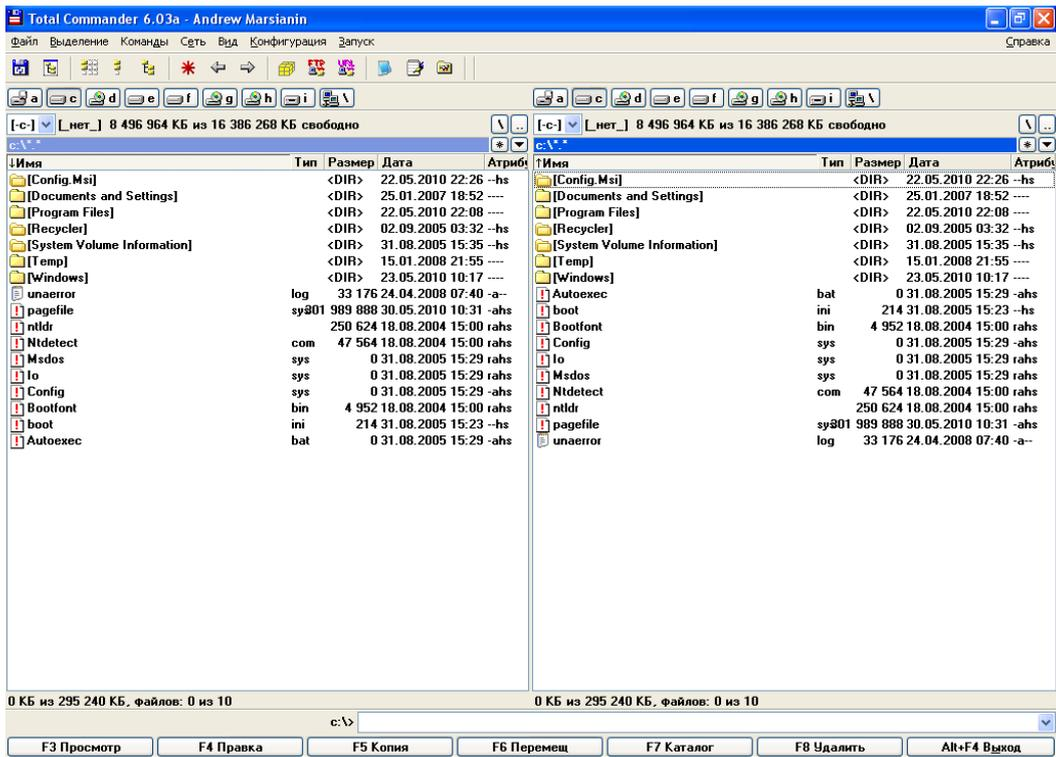 Total Commander 6.03a - Andrew Marsianin
Файл Выделение Команды Сеть Вид Конфигурация Запуск Справка
FTP
a c d e f g h i \ a c d e f g h i \
[-c-] [_нет_] 8 496 964 КБ из 16 386 268 КБ свободно \ .. [-c-] [_нет_] 8 496 964 КБ из 16 386 268 КБ свободно \ ..
c:\*.* * c:\*.* *
↓Имя Тип Размер Дата Атрибу ↑Имя Тип Размер Дата Атрибу
[Config.Msi] <DIR> 22.05.2010 22:26 --hs [Config.Msi] <DIR> 22.05.2010 22:26 --hs
[Documents and Settings] <DIR> 25.01.2007 18:52 ---- [Documents and Settings] <DIR> 25.01.2007 18:52 ----
[Program Files] <DIR> 22.05.2010 22:08 ---- [Program Files] <DIR> 22.05.2010 22:08 ----
[Recycler] <DIR> 02.09.2005 03:32 --hs [Recycler] <DIR> 02.09.2005 03:32 --hs
[System Volume Information] <DIR> 31.08.2005 15:35 --hs [System Volume Information] <DIR> 31.08.2005 15:35 --hs
[Temp] <DIR> 15.01.2008 21:55 ---- [Temp] <DIR> 15.01.2008 21:55 ----
[Windows] <DIR> 23.05.2010 10:17 ---- [Windows] <DIR> 23.05.2010 10:17 ----
unaerror log 33 176 24.04.2008 07:40 -a-- Autoexec bat 0 31.08.2005 15:29 -ahs
pagefile sys 801 989 888 30.05.2010 10:31 -ahs boot ini 214 31.08.2005 15:23 --hs
ntldr 250 624 18.08.2004 15:00 rahs Bootfont bin 4 952 18.08.2004 15:00 rahs
Ntdetect com 47 564 18.08.2004 15:00 rahs Config sys 0 31.08.2005 15:29 -ahs
Msdos sys 0 31.08.2005 15:29 rahs Io sys 0 31.08.2005 15:29 rahs
Io sys 0 31.08.2005 15:29 rahs Msdos sys 0 31.08.2005 15:29 rahs
Config sys 0 31.08.2005 15:29 -ahs Ntdetect com 47 564 18.08.2004 15:00 rahs
Bootfont bin 4 952 18.08.2004 15:00 rahs ntldr 250 624 18.08.2004 15:00 rahs
boot ini 214 31.08.2005 15:23 --hs pagefile sys 801 989 888 30.05.2010 10:31 -ahs
Autoexec bat 0 31.08.2005 15:29 -ahs unaerror log 33 176 24.04.2008 07:40 -a--
0 КБ из 295 240 КБ, файлов: 0 из 10 0 КБ из 295 240 КБ, файлов: 0 из 10
c:\>
F3 Просмотр F4 Правка F5 Копия F6 Перемещ F7 Каталог F8 Удалить Alt+F4 Выход